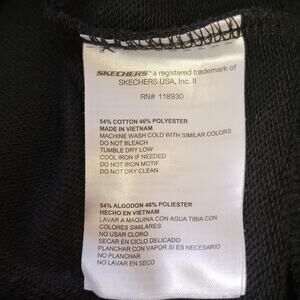 SKECHERS® a registered trademark of
SKECHERS USA, Inc. II
RN# 118930
54% COTTON 46% POLYESTER
MADE IN VIETNAM
MACHINE WASH COLD WITH SIMILAR COLORS
DO NOT BLEACH
TUMBLE DRY LOW
COOL IRON IF NEEDED
DO NOT IRON MOTIF
DO NOT DRY CLEAN
54% ALGODON 46% POLIESTER
HECHO EN VIETNAM
LAVAR A MAQUINA CON AGUA TIBIA CON
COLORES SIMILARES
NO USAR CLORO
SECAR EN CICLO DELICADO
PLANCHAR CON VAPOR SI ES NECESARIO
NO PLANCHAR
NO LAVAR EN SECO